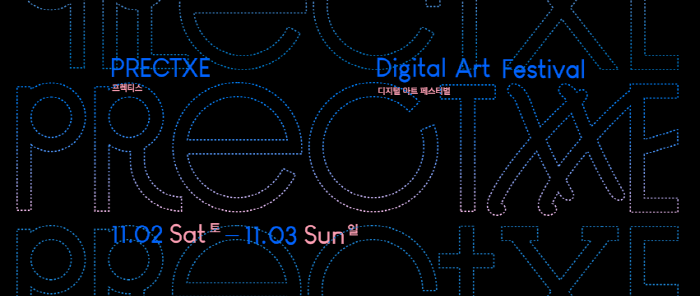 PRECTXE
프렉티스
Digital Art Festival
디지털 아트 페스티벌
PRECTXE
11.02 Sat 토 — 11.03 Sun 일